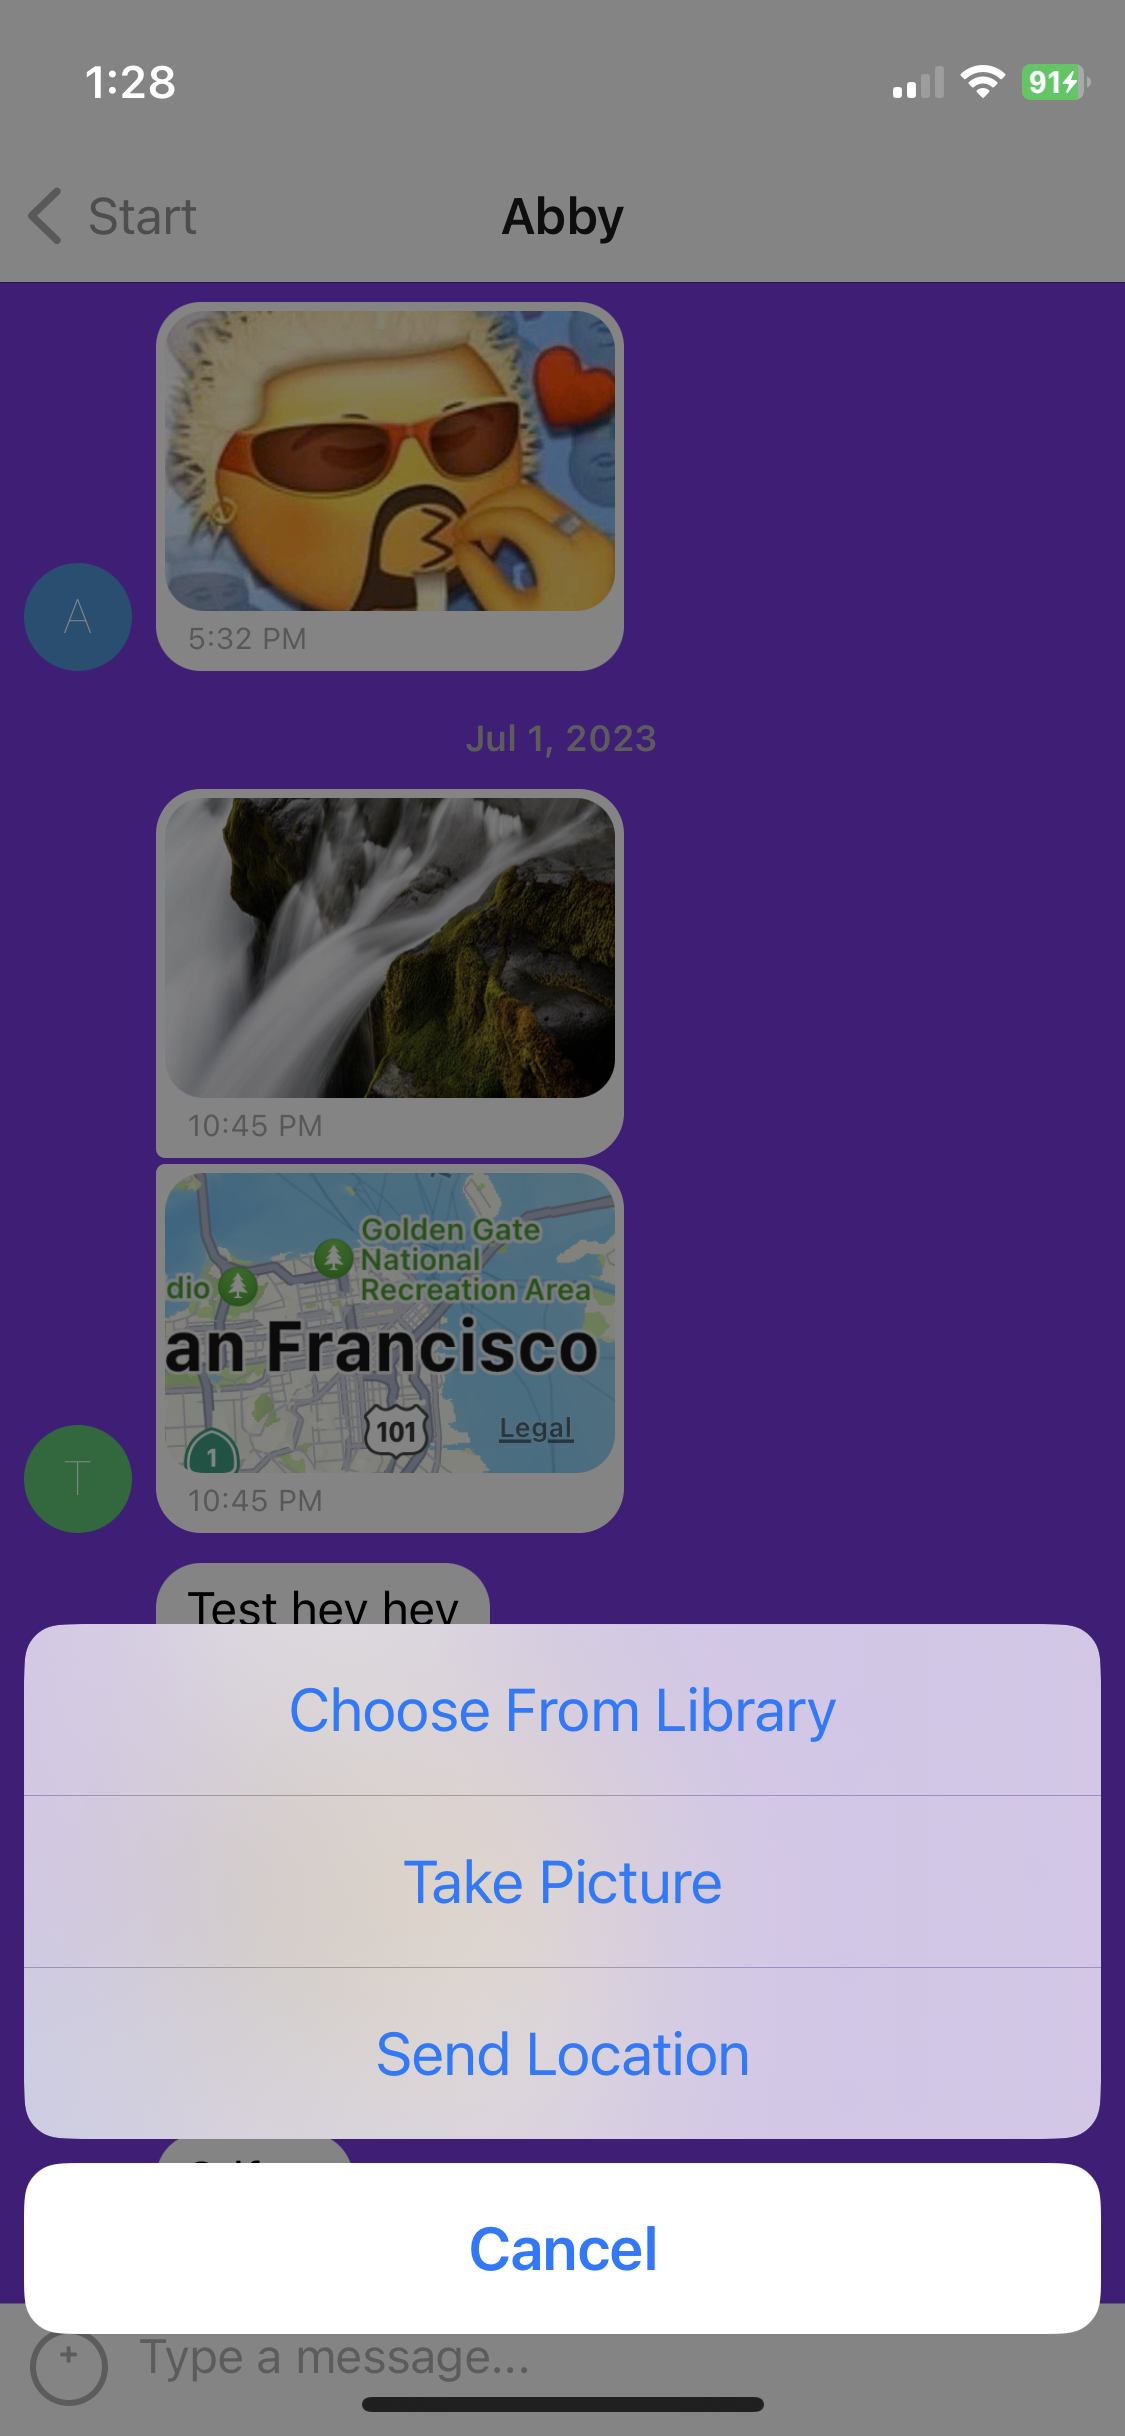 1:28
91
Start
Abby
A
5:32 PM
Jul 1, 2023
10:45 PM
Golden Gate
National
Recreation Area
dio
an Francisco
101
Legal
1
T
10:45 PM
Test hey hey
Choose From Library
Take Picture
Send Location
Cancel
+
Type a message...